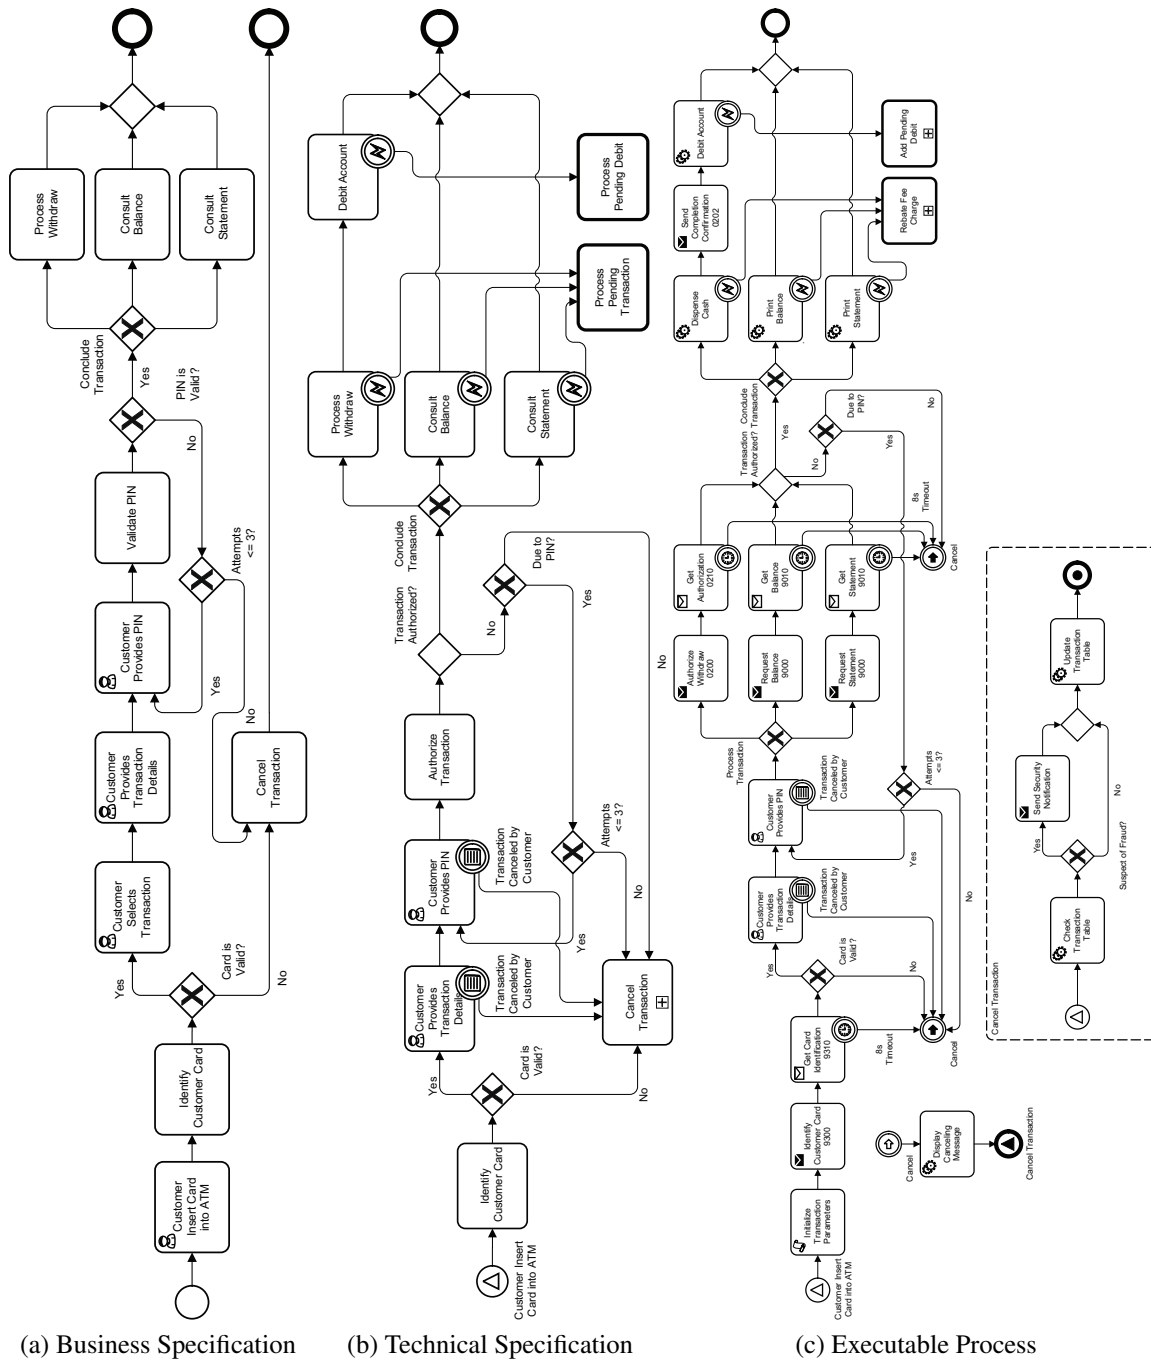 Customer
Insert Card
into ATM
Identify
Customer Card
Card is
Valid?
Yes
No
Customer
Selects
Transaction
Customer
Provides
Transaction
Details
Cancel
Transaction
Customer
Provides PIN
Yes
No
Attempts
<= 3?
Validate PIN
No
PIN is
Valid?
Yes
Conclude
Transaction
Process
Withdraw
Consult
Balance
Consult
Statement
(a) Business Specification
Customer Insert
Card into ATM
Identify
Customer Card
Card is
Valid?
Yes
No
Customer
Provides
Transaction
Details
Transaction
Canceled by
Customer
Cancel
Transaction
Customer
Provides PIN
Transaction
Canceled by
Customer
Yes
No
Attempts
<= 3?
Authorize
Transaction
Transaction
Authorized?
No
Due to
PIN?
Yes
No
Conclude
Transaction
Process
Withdraw
Consult
Balance
Consult
Statement
Process
Pending
Transaction
Debit Account
Process
Pending Debit
(b) Technical Specification
Customer Insert
Card into ATM
Initialize
Transaction
Parameters
Identify
Customer Card
9300
Get Card
Identification
9310
8s
Timeout
Cancel
Card is
Valid?
Yes
No
Customer
Provides
Transaction
Details
Transaction
Canceled by
Customer
Customer
Provides PIN
Transaction
Canceled by
Customer
Yes
No
Attempts
<= 3?
Process
Transaction
Authorize
Withdraw
0200
Request
Balance
9000
Request
Statement
9000
Get
Authorization
0210
Get
Balance
9010
Get
Statement
9010
8s
Timeout
Cancel
Transaction
Authorized?
No
Yes
Due to
PIN?
Yes
No
Conclude
Transaction
Dispense
Cash
Print
Balance
Print
Statement
Send
Completion
Confirmation
0202
Debit Account
Rebate Fee
Charge
Add Pending
Debit
Cancel
Display
Canceling
Message
Cancel Transaction
Cancel Transaction
Check
Transaction
Table
Suspect of Fraud?
Yes
No
Send Security
Notification
Update
Transaction
Table
(c) Executable Process